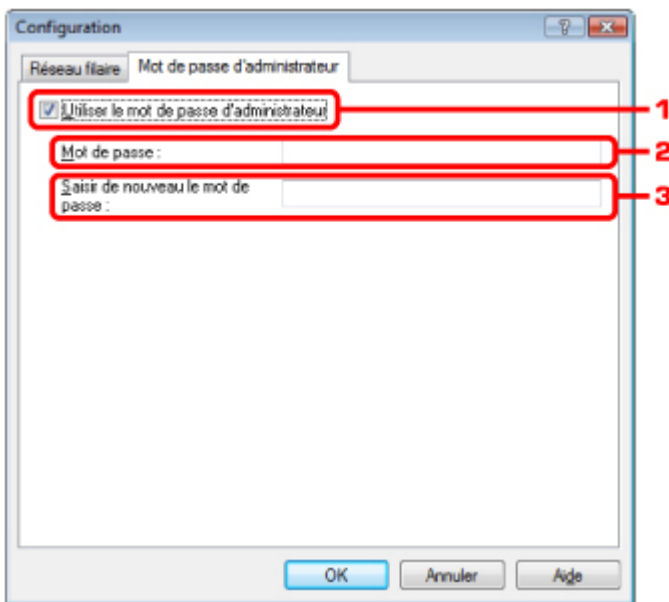 Configuration
Réseau filaire
Mot de passe d'administrateur
Utiliser le mot de passe d'administrateur
1
Mot de passe :
2
Saisir de nouveau le mot de
passe :
3
OK
Annuler
Aide